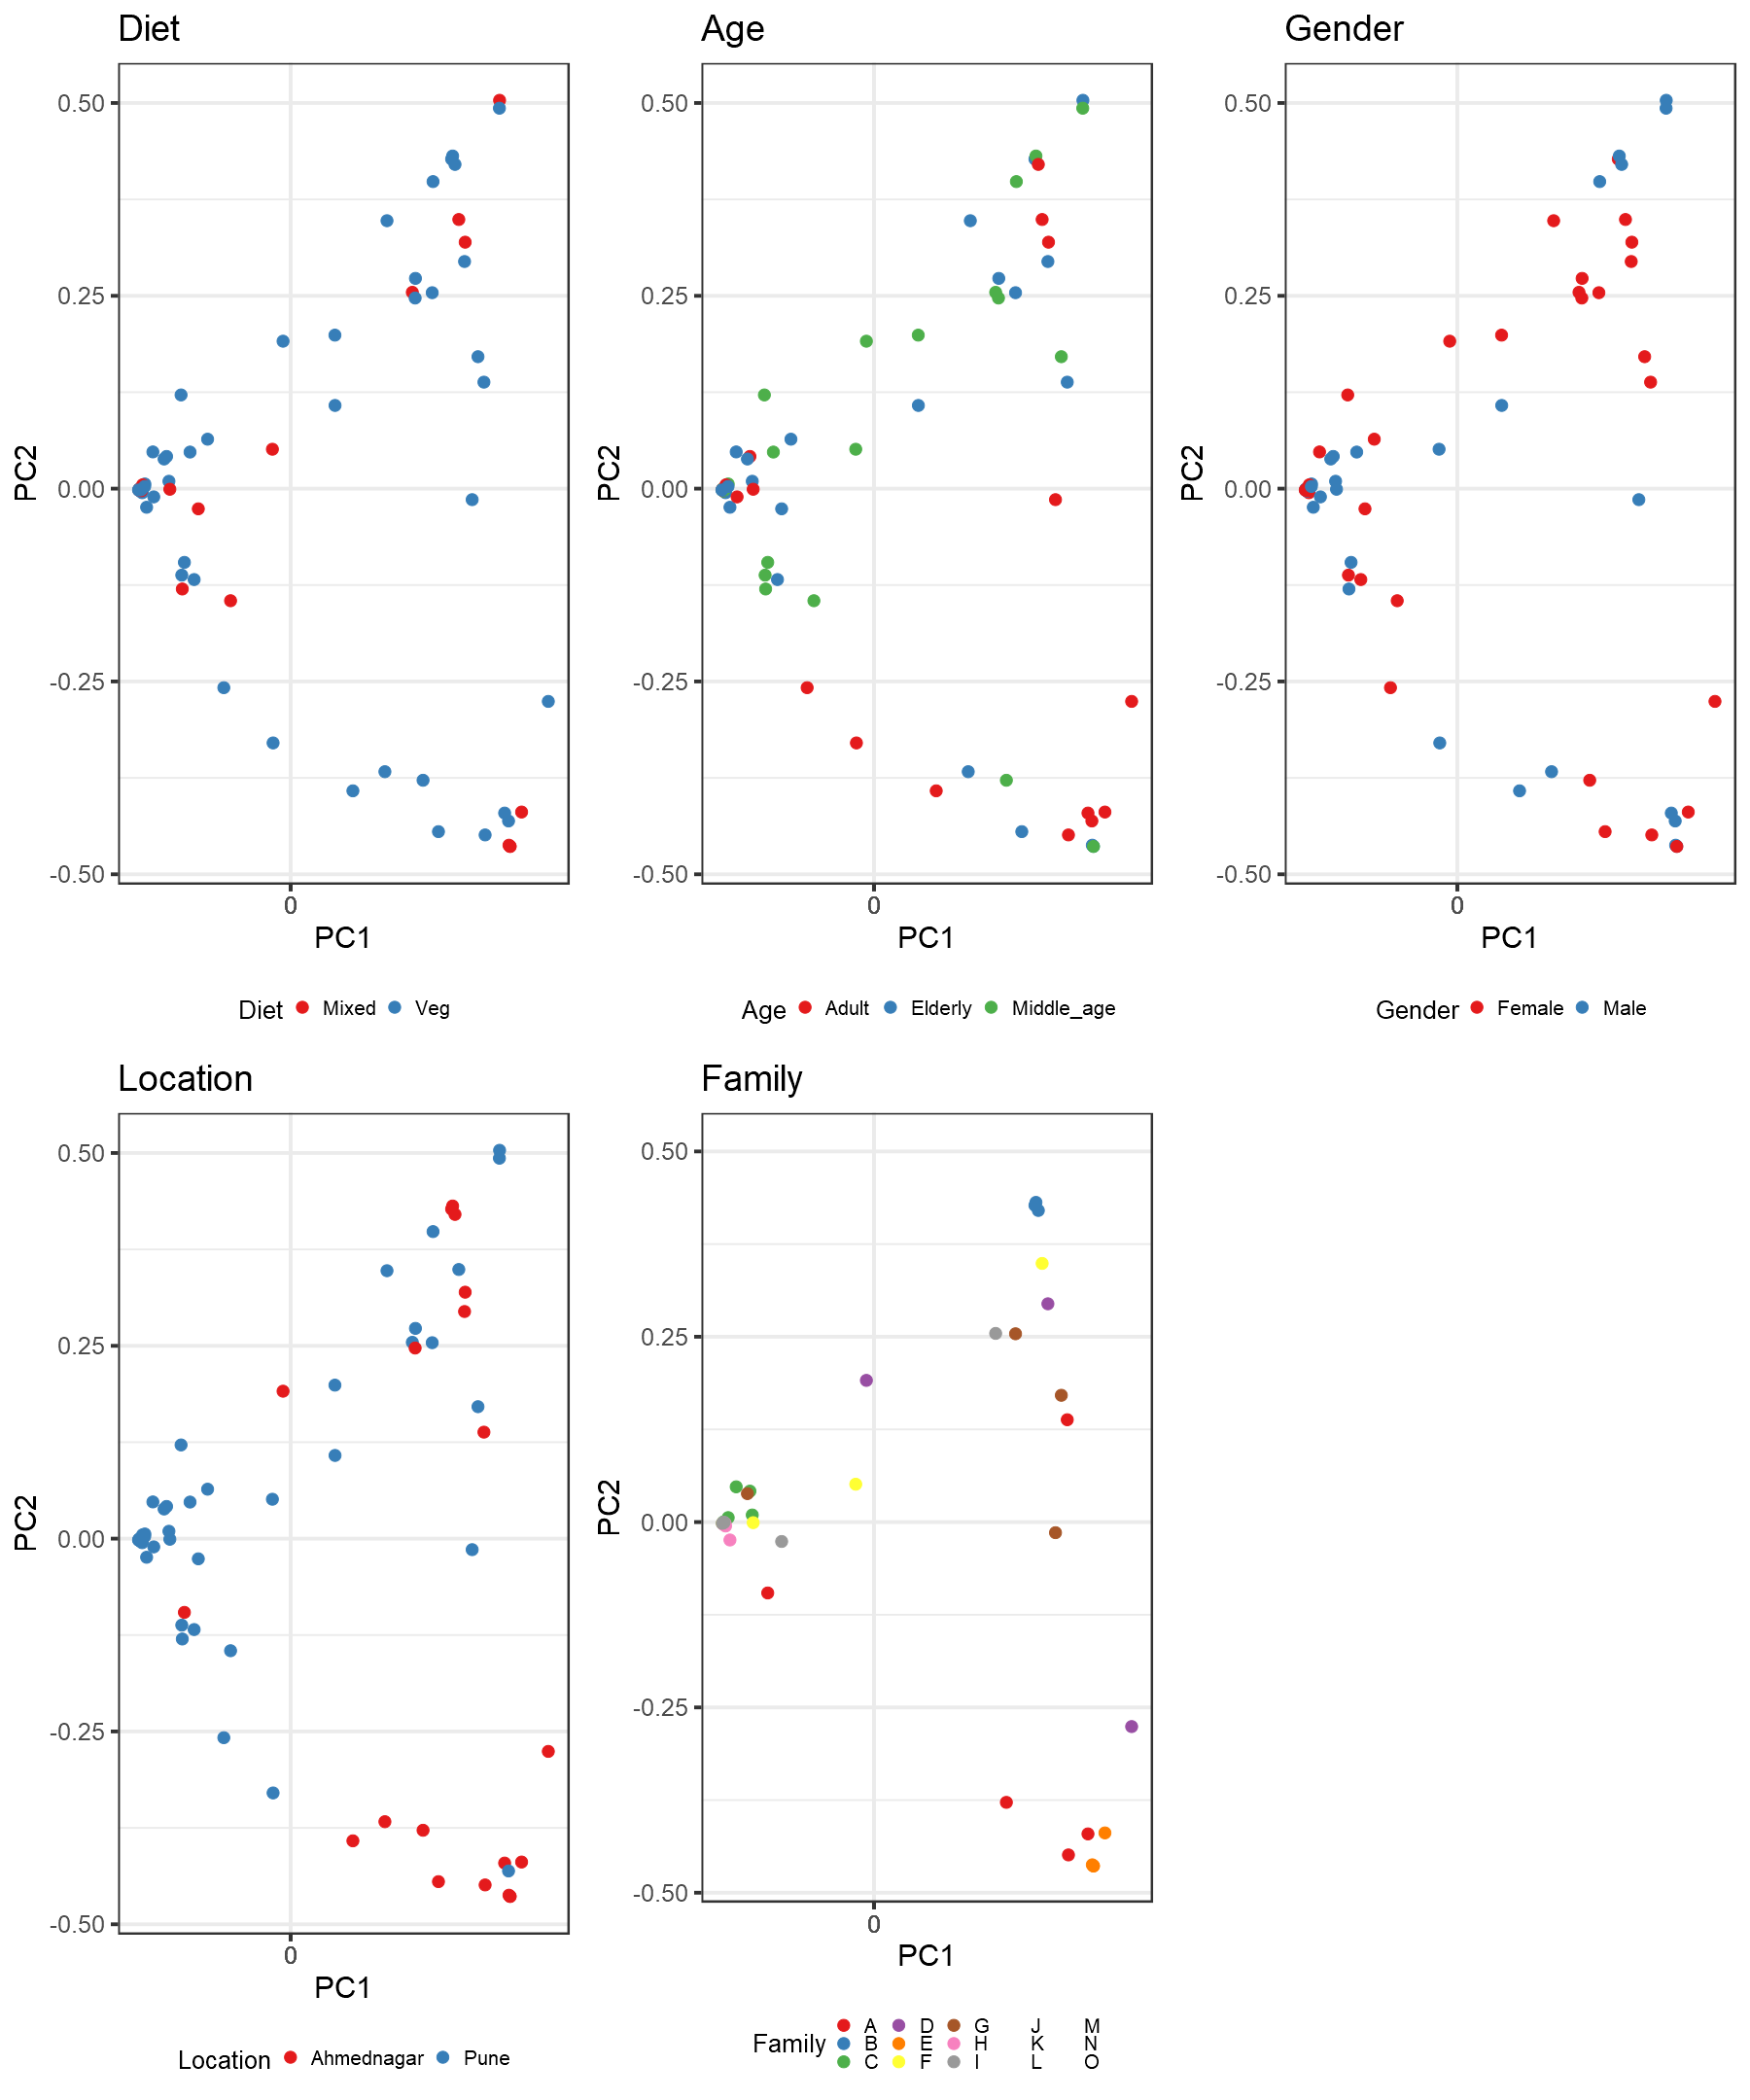 Diet
Age
Gender
0.50
0.25
0.00
-0.25
-0.50
PC2
0
PC1
0.50
0.25
0.00
-0.25
-0.50
PC2
0
PC1
0.50
0.25
0.00
-0.25
-0.50
PC2
0
PC1
Diet Mixed Veg
Age Adult Elderly Middle_age
Gender Female Male
Location
Family
0.50
0.25
0.00
-0.25
-0.50
PC2
0
PC1
0.50
0.25
0.00
-0.25
-0.50
PC2
0
PC1
Location Ahmednagar Pune
Family
A D G J M
B E H K N
C F I L O